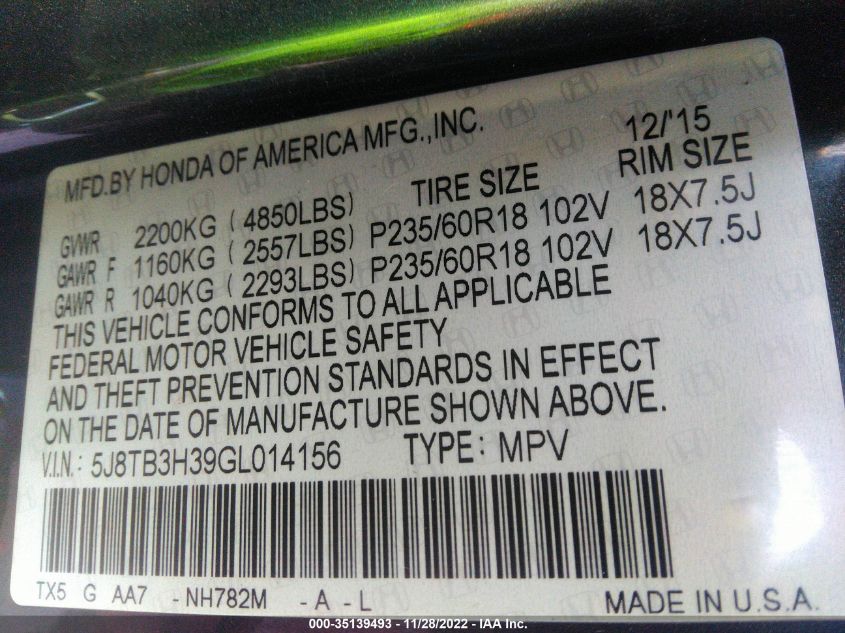 MFD.BY HONDA OF AMERICA MFG.,INC. 12/'15
TIRE SIZE RIM SIZE
GVWR 2200KG (4850LBS)
GAWR F 1160KG (2557LBS) P235/60R18 102V 18X7.5J
GAWR R 1040KG (2293LBS) P235/60R18 102V 18X7.5J
THIS VEHICLE CONFORMS TO ALL APPLICABLE
FEDERAL MOTOR VEHICLE SAFETY
AND THEFT PREVENTION STANDARDS IN EFFECT
ON THE DATE OF MANUFACTURE SHOWN ABOVE.
V.I.N.: 5J8TB3H39GL014156 TYPE: MPV
TX5 G AA7 -NH782M -A -L MADE IN U.S.A.
000-35139493 - 11/28/2022 - IAA Inc.